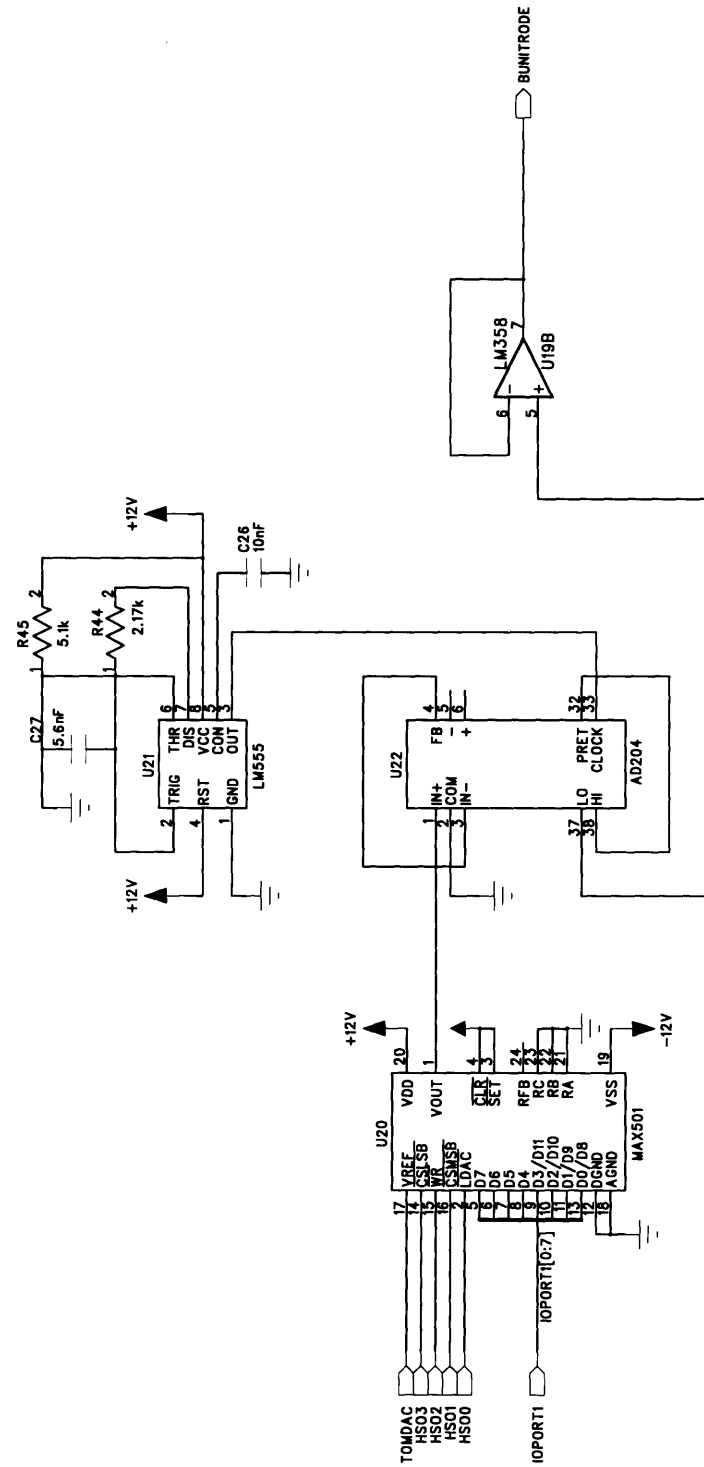 BUNITRODE
LM358
7
6
5
U19B
+12V
R45
5.1k
1
2
R44
2.17k
1
2
C26
10nF
C27
5.6nF
U21
LM555
TRIG
RST
GND
THR
DIS
VCC
CON
OUT
2
4
1
6
7
8
5
3
+12V
U22
AD204
IN+
COM
IN-
FB
-
+
1
2
3
4
5
6
LO
HI
PRET
CLOCK
37
38
32
33
+12V
-12V
U20
MAX501
VREF
CSLSB
WR
CSMSB
LDAC
D7
D6
D5
D4
D3/D11
D2/D10
D1/D9
D0/D8
DGND
AGND
17
14
15
16
2
5
6
7
8
9
10
11
13
12
18
VDD
VOUT
CLR
SET
RFB
RC
RB
RA
VSS
20
1
4
3
24
23
22
21
19
TOMDAC
HSO3
HSO2
HSO1
HSO0
IOPORT1
IOPORT1[0:7]